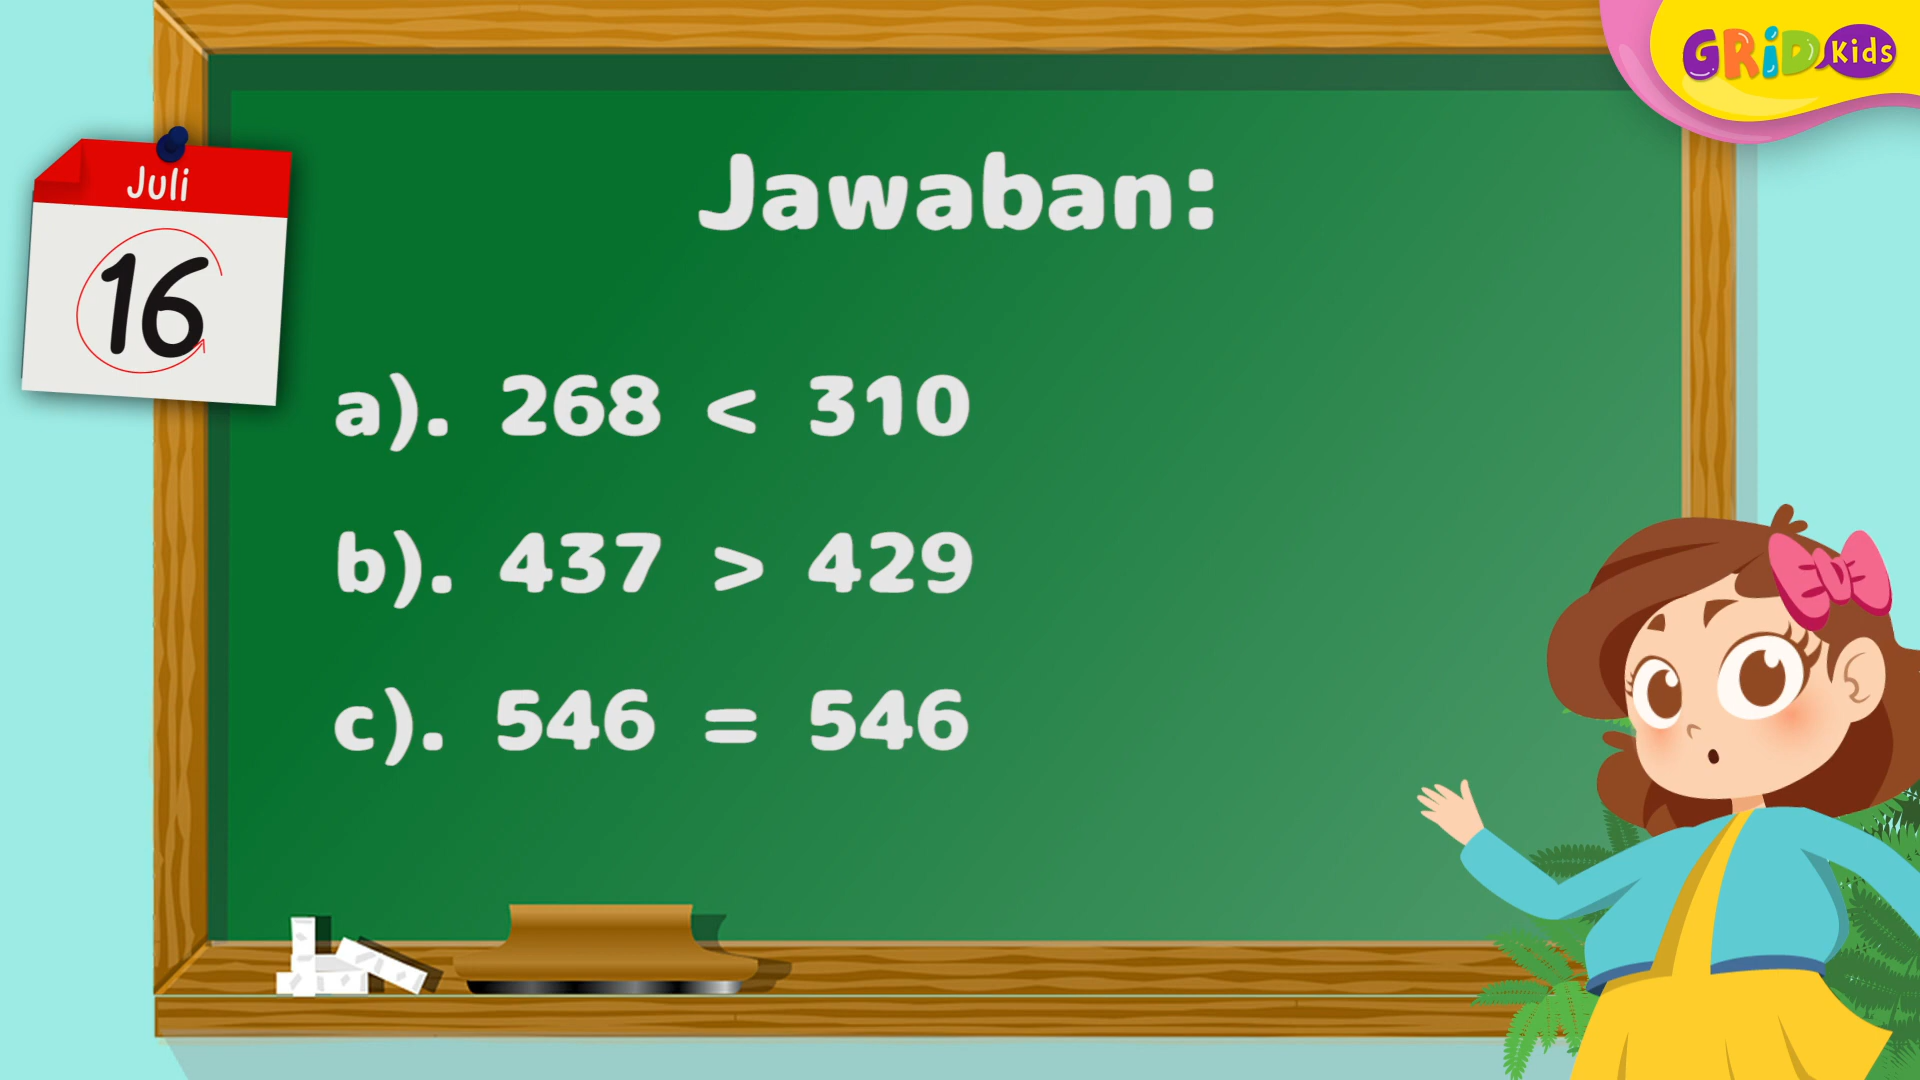 GRiD Kids
Juli
16
Jawaban:
a). 268 < 310
b). 437 > 429
c). 546 = 546